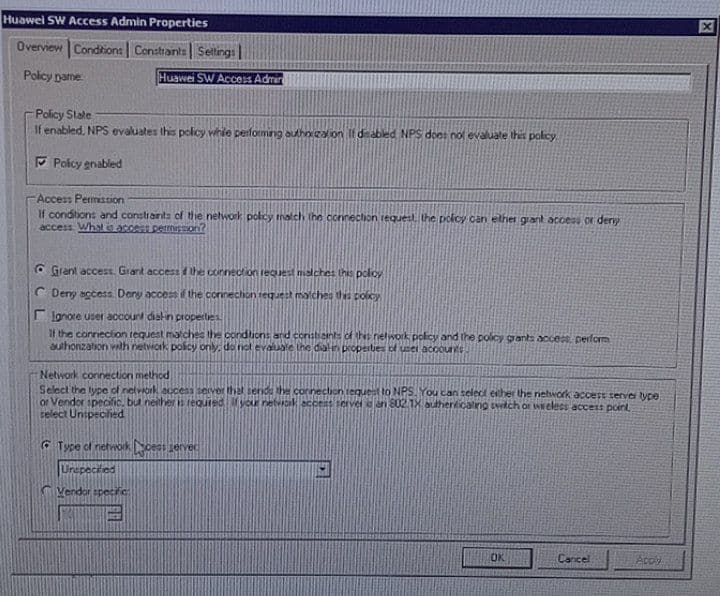 Huawei SW Access Admin Properties
Overview Conditions Constraints Settings
Policy name: Huawei SW Access Admin
Policy State
If enabled, NPS evaluates this policy while performing authorization. If disabled, NPS does not evaluate this policy.
Policy enabled
Access Permission
If conditions and constraints of the network policy match the connection request, the policy can either grant access or deny
access. What is access permission?
Grant access. Grant access if the connection request matches this policy.
Deny access. Deny access if the connection request matches this policy.
Ignore user account dial-in properties.
If the connection request matches the conditions and constraints of this network policy and the policy grants access, perform
authorization with network policy only; do not evaluate the dial-in properties of user accounts.
Network connection method
Select the type of network access server that sends the connection request to NPS. You can select either the network access server type
or Vendor specific, but neither is required. If your network access server is an 802.1X authenticating switch or wireless access point,
select Unspecified.
Type of network access server:
Unspecified
Vendor specific:
OK Cancel Apply